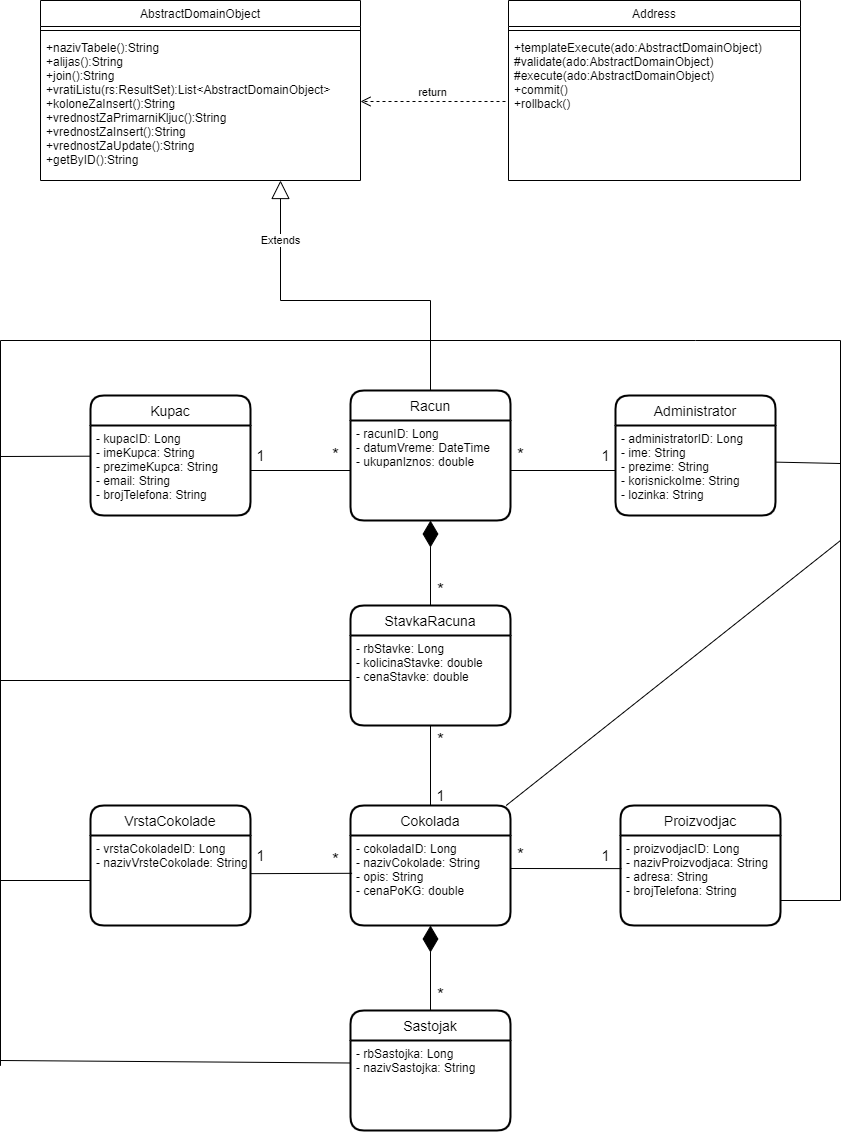 AbstractDomainObject
+nazivTabele():String
+alijas():String
+join():String
+vratiListu(rs:ResultSet):List<AbstractDomainObject>
+koloneZaInsert():String
+vrednostZaPrimarniKljuc():String
+vrednostZaInsert():String
+vrednostZaUpdate():String
+getByID():String
return
Address
+templateExecute(ado:AbstractDomainObject)
#validate(ado:AbstractDomainObject)
#execute(ado:AbstractDomainObject)
+commit()
+rollback()
Extends
Kupac
- kupacID: Long
- imeKupca: String
- prezimeKupca: String
- email: String
- brojTelefona: String
1
*
Racun
- racunID: Long
- datumVreme: DateTime
- ukupanIznos: double
*
1
Administrator
- administratorID: Long
- ime: String
- prezime: String
- korisnickoIme: String
- lozinka: String
*
StavkaRacuna
- rbStavke: Long
- kolicinaStavke: double
- cenaStavke: double
*
1
VrstaCokolade
- vrstaCokoladeID: Long
- nazivVrsteCokolade: String
1
*
Cokolada
- cokoladaID: Long
- nazivCokolade: String
- opis: String
- cenaPoKG: double
*
1
Proizvodjac
- proizvodjacID: Long
- nazivProizvodjaca: String
- adresa: String
- brojTelefona: String
*
Sastojak
- rbSastojka: Long
- nazivSastojka: String